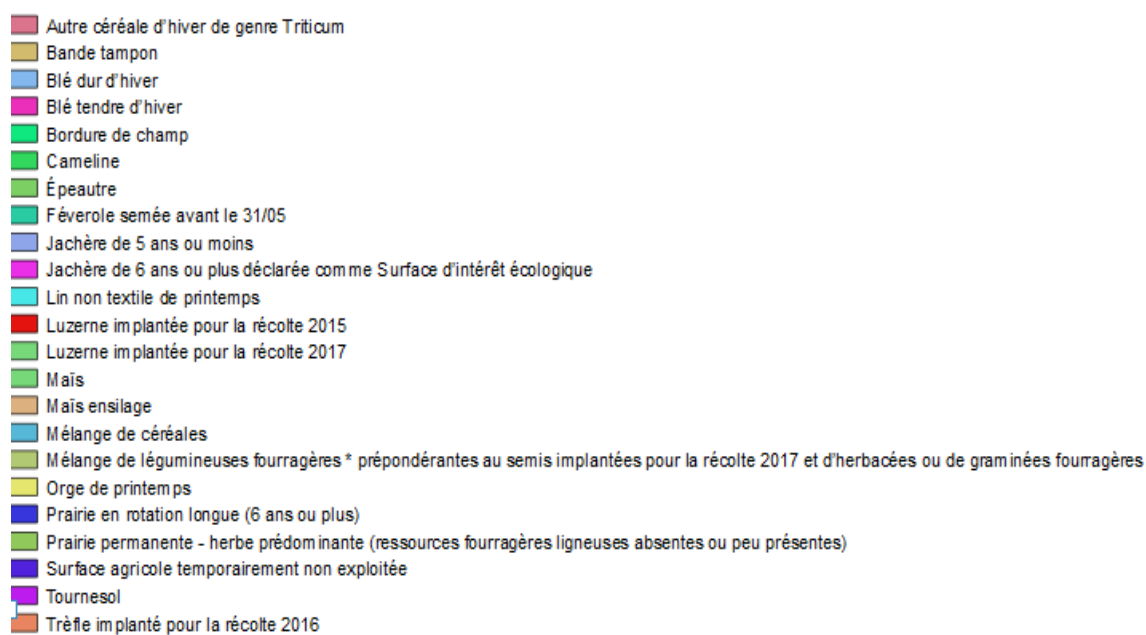 Autre céréale d'hiver de genre Triticum
Bande tampon
Blé dur d'hiver
Blé tendre d'hiver
Bordure de champ
Cameline
Épeautre
Féverole semée avant le 31/05
Jachère de 5 ans ou moins
Jachère de 6 ans ou plus déclarée comme Surface d'intérêt écologique
Lin non textile de printemps
Luzerne implantée pour la récolte 2015
Luzerne implantée pour la récolte 2017
Maïs
Maïs ensilage
Mélange de céréales
Mélange de légumineuses fourragères * prépondérantes au semis implantées pour la récolte 2017 et d'herbacées ou de graminées fourragères
Orge de printemps
Prairie en rotation longue (6 ans ou plus)
Prairie permanente - herbe prédominante (ressources fourragères ligneuses absentes ou peu présentes)
Surface agricole temporairement non exploitée
Tournesol
Trèfle implanté pour la récolte 2016